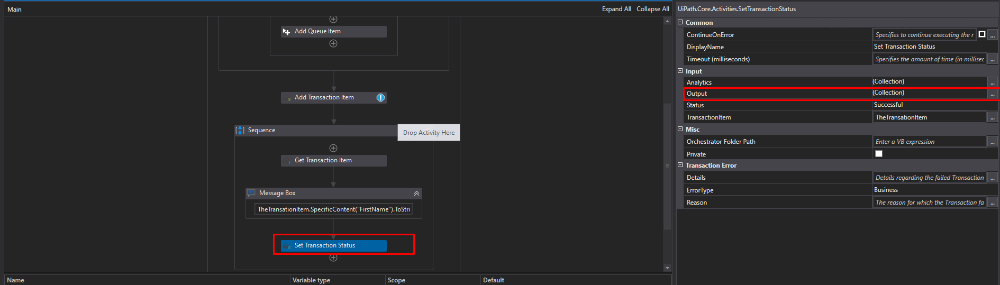 Main
Expand All Collapse All
Add Queue Item
Add Transaction Item
Sequence
Drop Activity Here
Get Transaction Item
Message Box
TheTransationItem.SpecificContent("FirstName").ToStri
Set Transaction Status
Name Variable type Scope Default
UiPath.Core.Activities.SetTransactionStatus
Common
ContinueOnError Specifies to continue executing the r ...
DisplayName Set Transaction Status
Timeout (milliseconds) Specifies the amount of time (in millisec ...
Input
Analytics (Collection) ...
Output (Collection) ...
Status Successful
TransactionItem TheTransationItem ...
Misc
Orchestrator Folder Path Enter a VB expression ...
Private
Transaction Error
Details Details regarding the failed Transaction ...
ErrorType Business
Reason The reason for which the Transaction fa ...